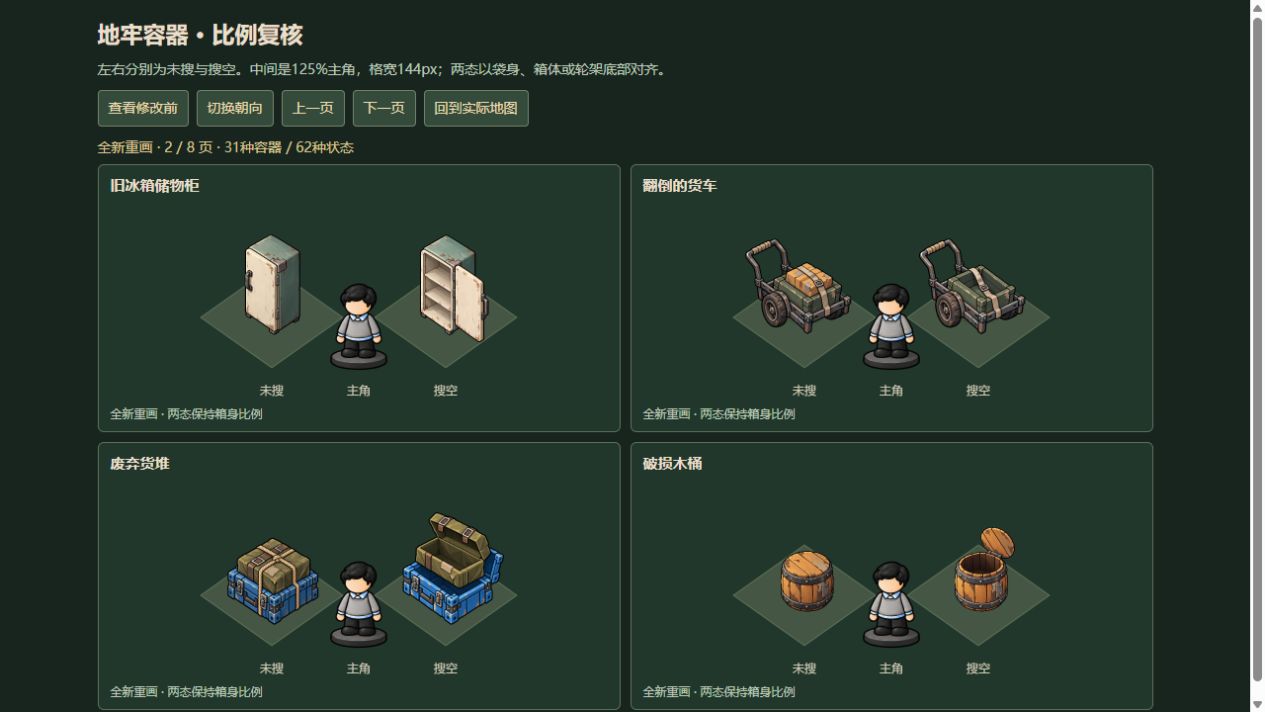 地牢容器 · 比例复核
左右分别为未搜与搜空。中间是125%主角，格宽144px；两态以袋身、箱体或轮架底部对齐。
查看修改前 切换朝向 上一页 下一页 回到实际地图
全新重画 · 2 / 8 页 · 31种容器 / 62种状态
旧冰箱储物柜
未搜 主角 搜空
全新重画 · 两态保持箱身比例
翻倒的货车
未搜 主角 搜空
全新重画 · 两态保持箱身比例
废弃货堆
未搜 主角 搜空
全新重画 · 两态保持箱身比例
破损木桶
未搜 主角 搜空
全新重画 · 两态保持箱身比例